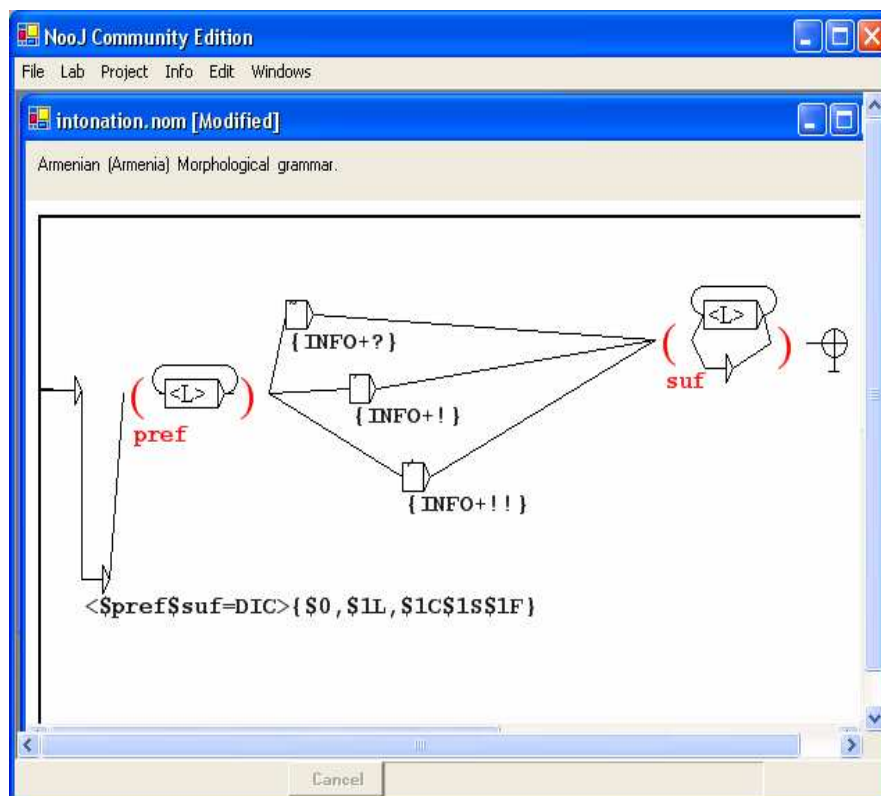 NooJ Community Edition
File Lab Project Info Edit Windows
intonation.nom [Modified]
Armenian (Armenia) Morphological grammar.
{INFO+?}
<L>
( )
suf
<L>
( )
pref
{INFO+!}
{INFO+!!}
<$pref$suf=DIC>{$0,$1L,$1C$1S$1F}
Cancel